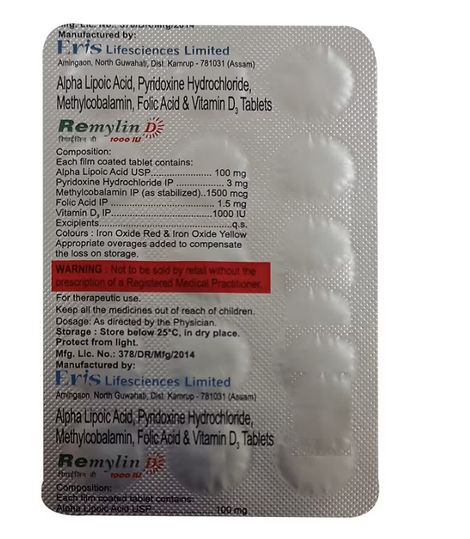 Mfg. Lic. No.: 378/DR/Mfg/2014
Manufactured by:
Eris Lifesciences Limited
Amingaon, North Guwahati, Dist. Kamrup - 781031 (Assam)
Alpha Lipoic Acid, Pyridoxine Hydrochloride,
Methylcobalamin, Folic Acid & Vitamin D3 Tablets
Remylin D
1000 IU
Composition:
Each film coated tablet contains:
Alpha Lipoic Acid USP.................... 100 mg
Pyridoxine Hydrochloride IP ............. 3 mg
Methylcobalamin IP (as stabilized)..1500 mcg
Folic Acid IP ................................... 1.5 mg
Vitamin D3 IP.................................1000 IU
Excipients.........................................q.s.
Colours : Iron Oxide Red & Iron Oxide Yellow
Appropriate overages added to compensate
the loss on storage.
WARNING : Not to be sold by retail without the
prescription of a Registered Medical Practitioner.
For therapeutic use.
Keep all the medicines out of reach of children.
Dosage: As directed by the Physician.
Storage : Store below 25°C, in dry place.
Protect from light.
Mfg. Lic. No.: 378/DR/Mfg/2014
Manufactured by:
Eris Lifesciences Limited
Amingaon, North Guwahati, Dist. Kamrup - 781031 (Assam)
Alpha Lipoic Acid, Pyridoxine Hydrochloride,
Methylcobalamin, Folic Acid & Vitamin D3 Tablets
Remylin D
1000 IU
Composition:
Each film coated tablet contains:
Alpha Lipoic Acid USP 100 mg